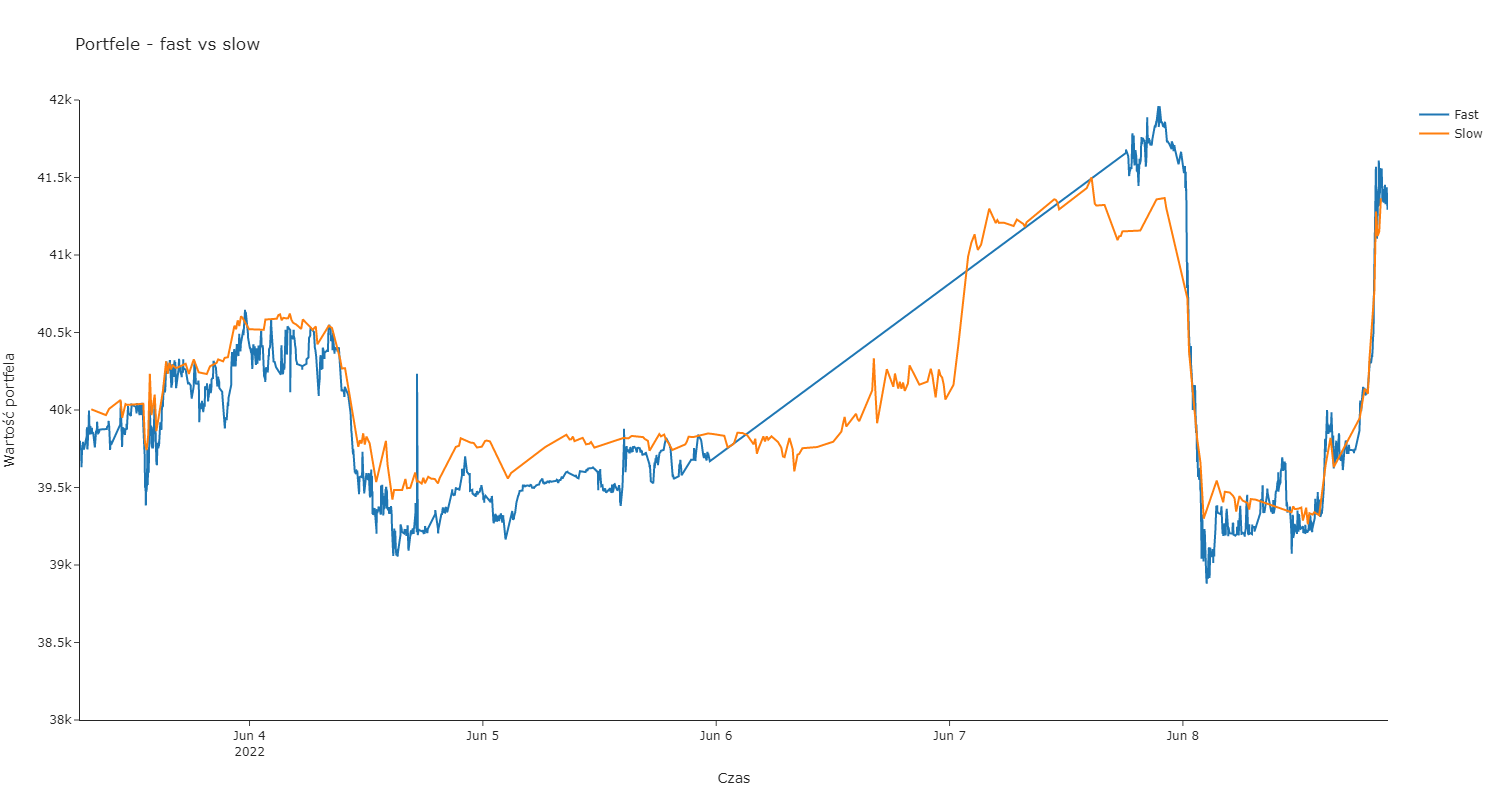 Portfele - fast vs slow
42k
41.5k
41k
40.5k
40k
39.5k
39k
38.5k
38k
Wartość portfela
Jun 4
2022
Jun 5
Jun 6
Jun 7
Jun 8
Czas
Fast
Slow